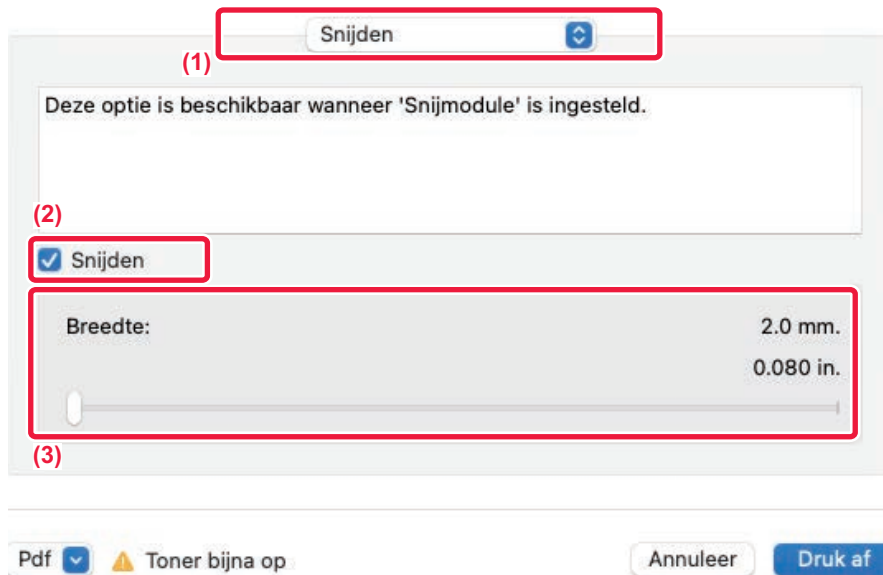 Snijden
(1)
Deze optie is beschikbaar wanneer 'Snijmodule' is ingesteld.
(2)
Snijden
Breedte: 2.0 mm.
0.080 in.
(3)
Pdf Toner bijna op Annuleer Druk af